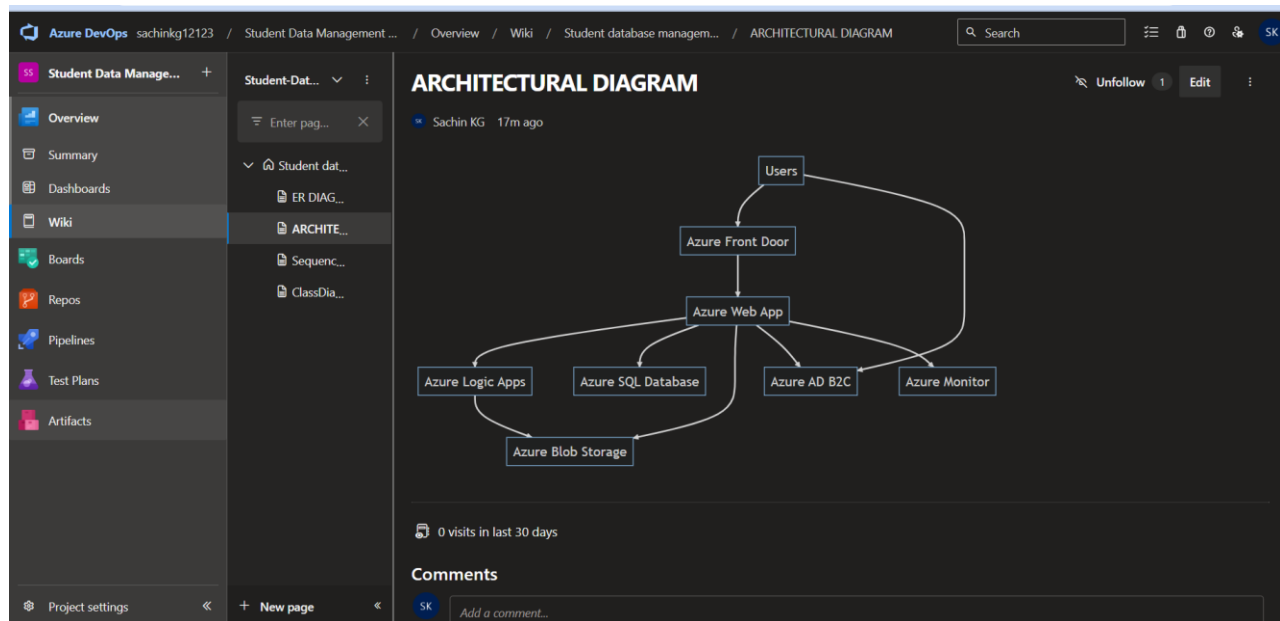 Azure DevOps sachinkg12123 / Student Data Management ... / Overview / Wiki / Student database managem... / ARCHITECTURAL DIAGRAM
Search
SK
SS Student Data Manage... +
Overview
Summary
Dashboards
Wiki
Boards
Repos
Pipelines
Test Plans
Artifacts
Project settings
Student-Dat...
Enter pag...
Student dat...
ER DIAG...
ARCHITE...
Sequenc...
ClassDia...
+ New page
ARCHITECTURAL DIAGRAM
Unfollow 1
Edit
SK Sachin KG 17m ago
Users
Azure Front Door
Azure Web App
Azure Logic Apps
Azure SQL Database
Azure AD B2C
Azure Monitor
Azure Blob Storage
0 visits in last 30 days
Comments
SK
Add a comment...